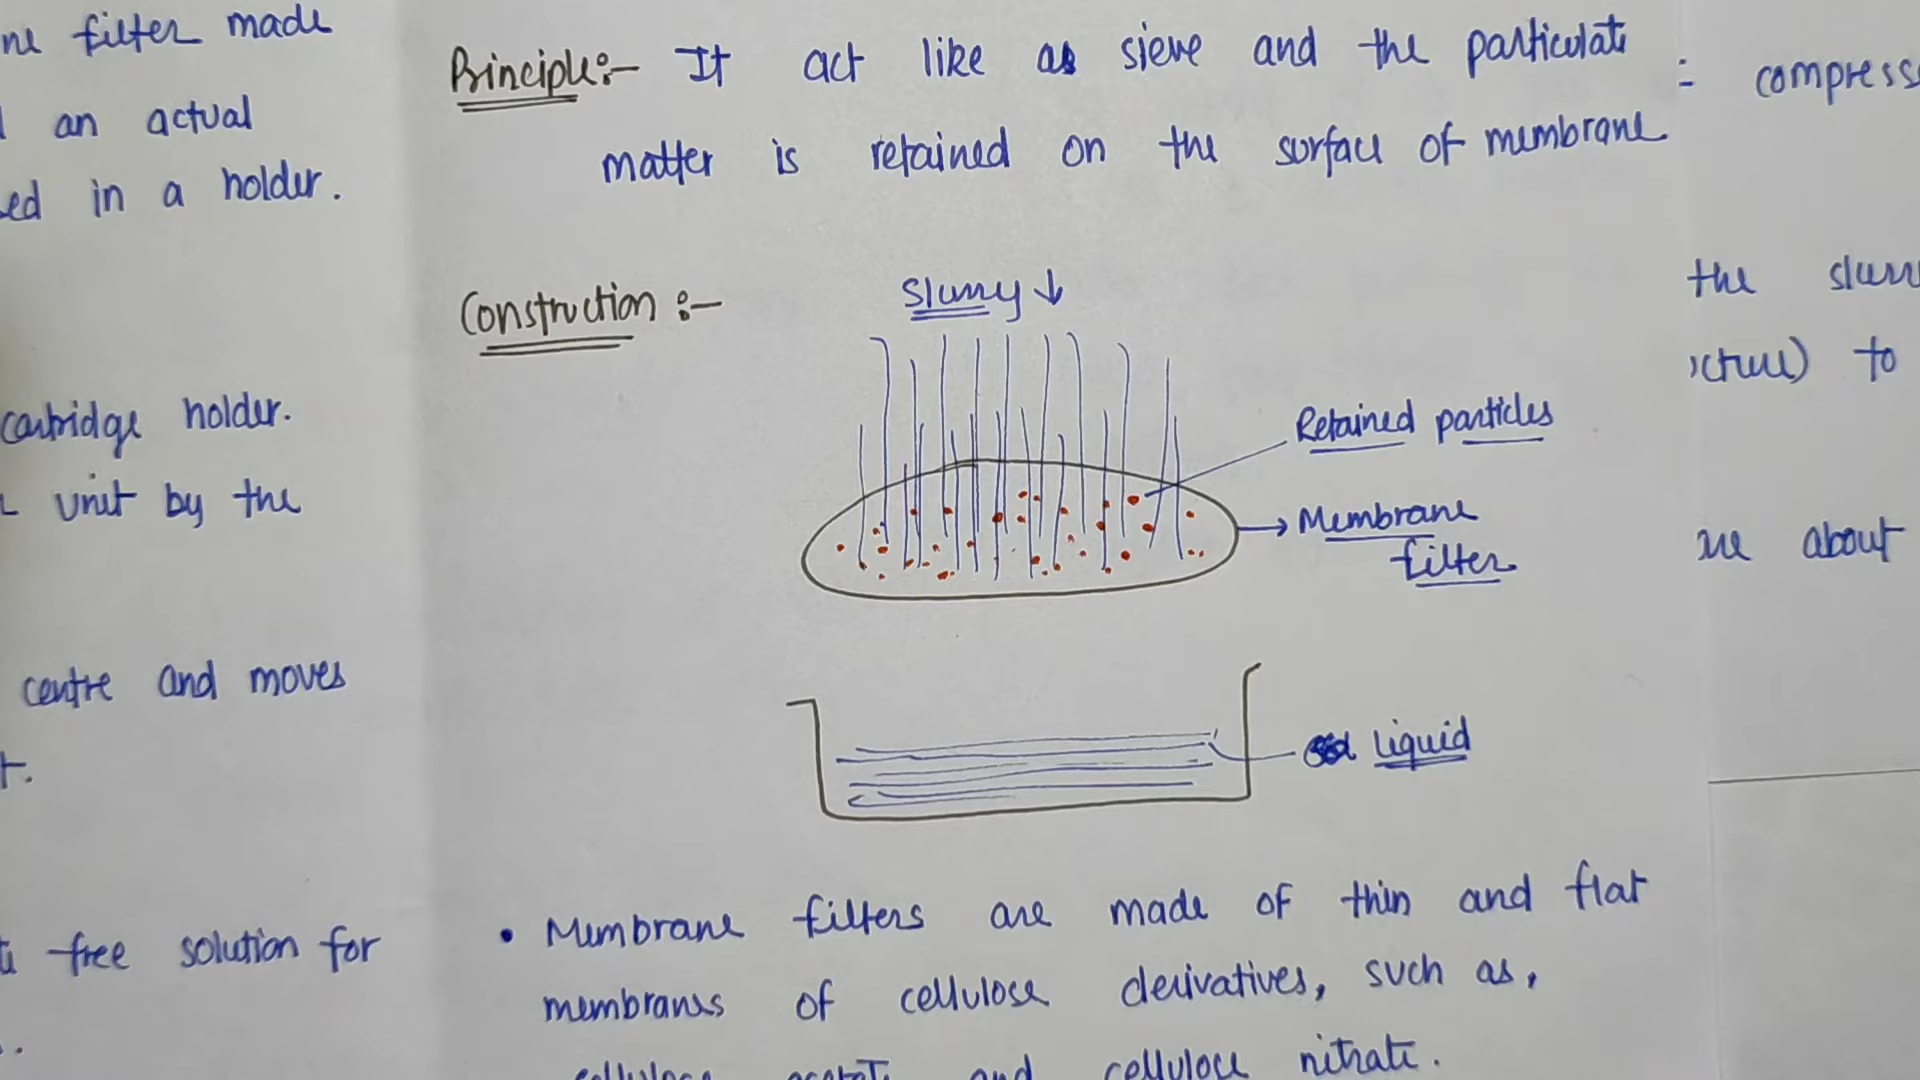 ne filter made
an actual
ed in a holder.
cartridge holder.
unit by the
centre and moves
free solution for
Principle:- It act like as sieve and the particulate
matter is retained on the surface of membrane.
Construction :-
Slurry ↓
Retained particles
Membrane
filter
Liquid
• Membrane filters are made of thin and flat
membranes of cellulose derivatives, such as,
cellulose acetate and cellulose nitrate.
= compress
the slurr
to
about